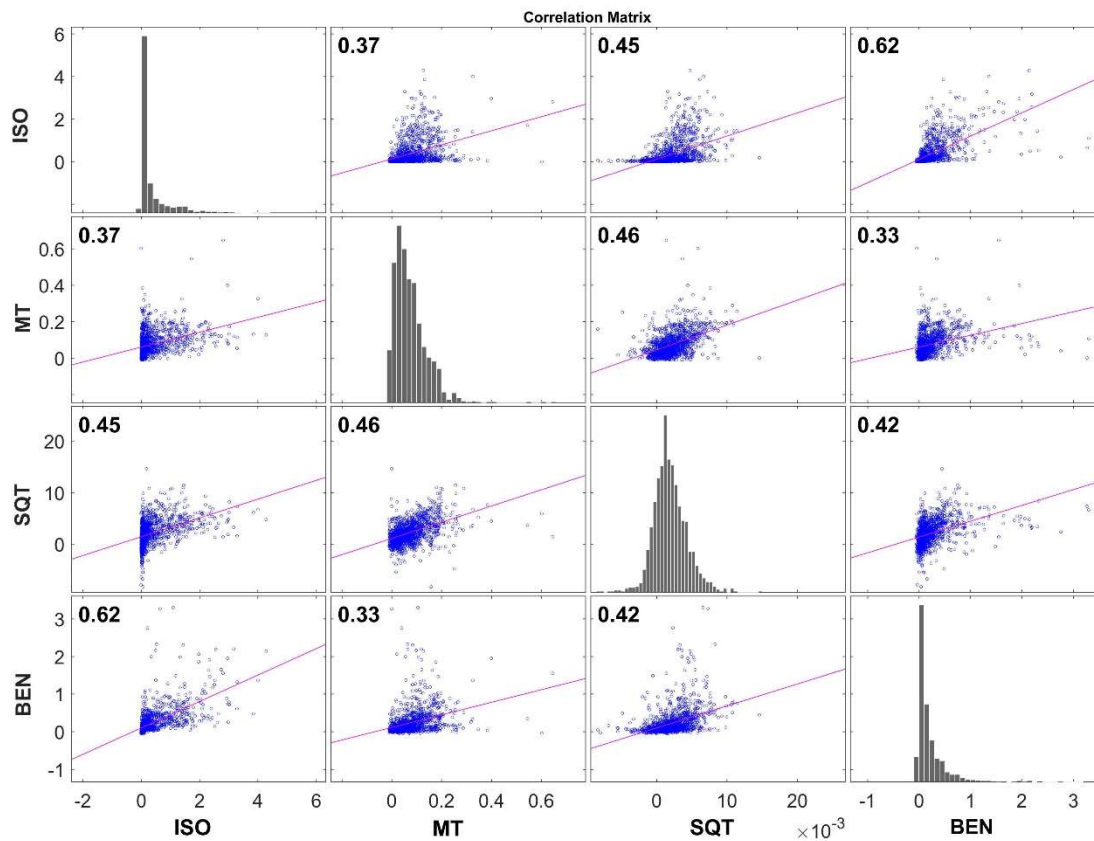 Correlation Matrix
0.37 0.45 0.62
6
4
2
0
ISO
0.37 0.46 0.33
0.6
0.4
0.2
0
MT
0.45 0.46 0.42
20
10
0
SQT
0.62 0.33 0.42
3
2
1
0
-1
BEN
-2 0 2 4 6 0 0.2 0.4 0.6 0 10 20 -1 0 1 2 3
×10⁻³
ISO MT SQT BEN